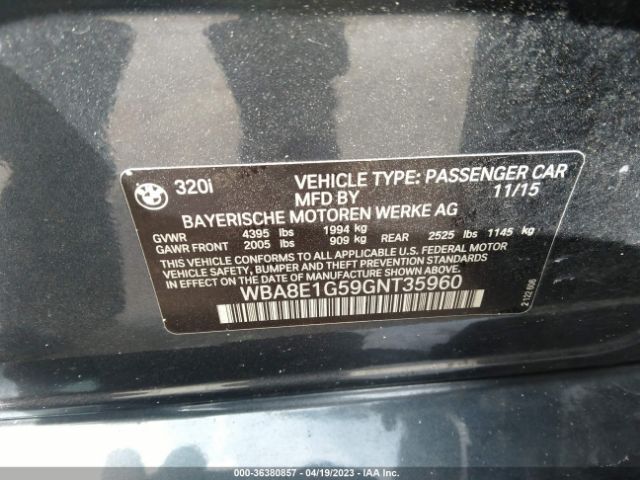 320i VEHICLE TYPE: PASSENGER CAR
MFD BY 11/15
BAYERISCHE MOTOREN WERKE AG
GVWR 4395 lbs 1994 kg
GAWR FRONT 2005 lbs 909 kg REAR 2525 lbs 1145 kg
THIS VEHICLE CONFORMS TO ALL APPLICABLE U.S. FEDERAL MOTOR
VEHICLE SAFETY, BUMPER AND THEFT PREVENTION STANDARDS
IN EFFECT ON THE DATE OF MANUFACTURE SHOWN ABOVE.
WBA8E1G59GNT35960
000-36380857 - 04/19/2023 - IAA Inc.